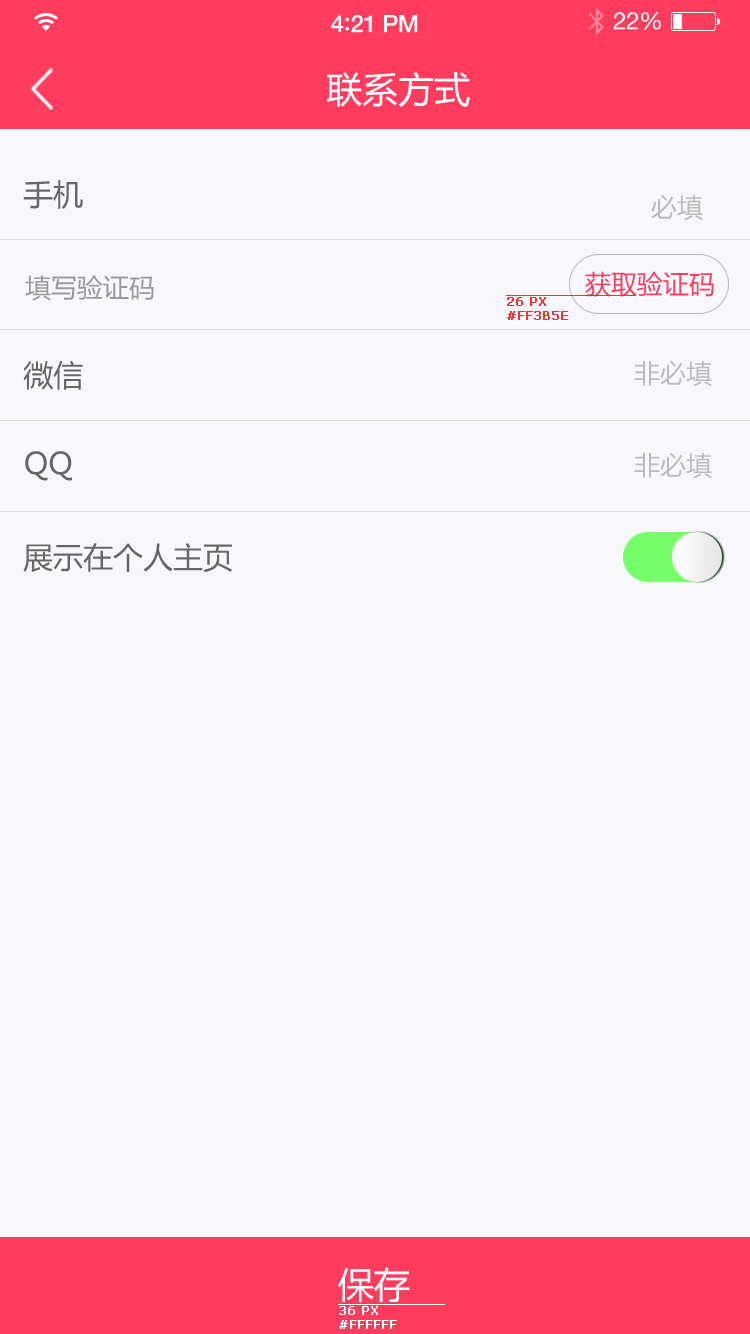 4:21 PM 22%
联系方式
手机 必填
填写验证码 获取验证码
26 PX
#FF3B5E
微信 非必填
QQ 非必填
展示在个人主页
保存
36 PX
#FFFFFF